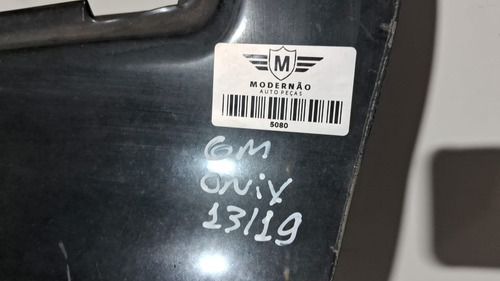 M
MODERNÃO
AUTO PEÇAS
5080
GM
ONIX
13/19